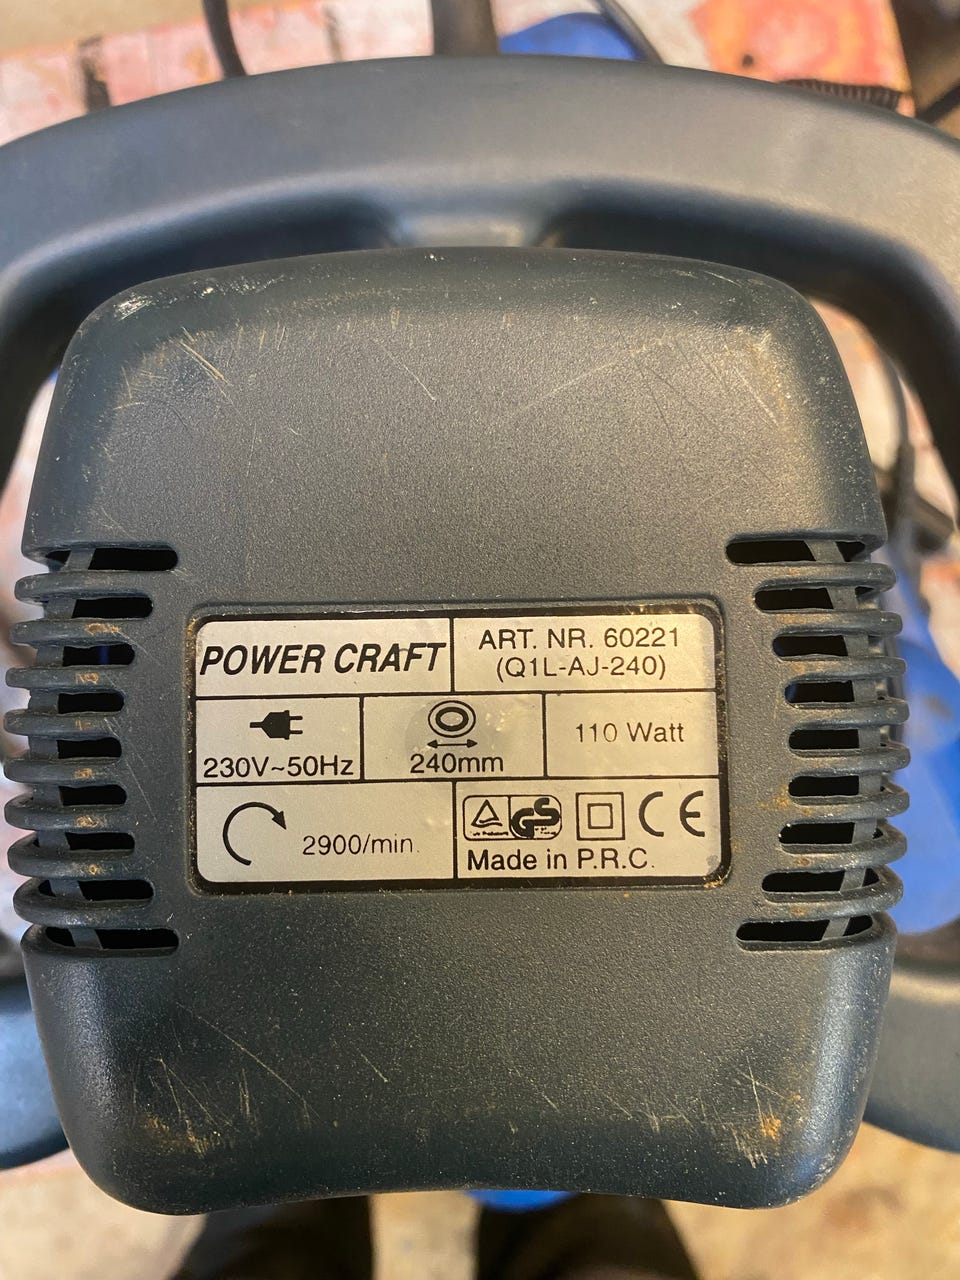 POWER CRAFT
ART. NR. 60221
(Q1L-AJ-240)
230V~50Hz
240mm
110 Watt
2900/min.
GS
CE
Made in P.R.C.